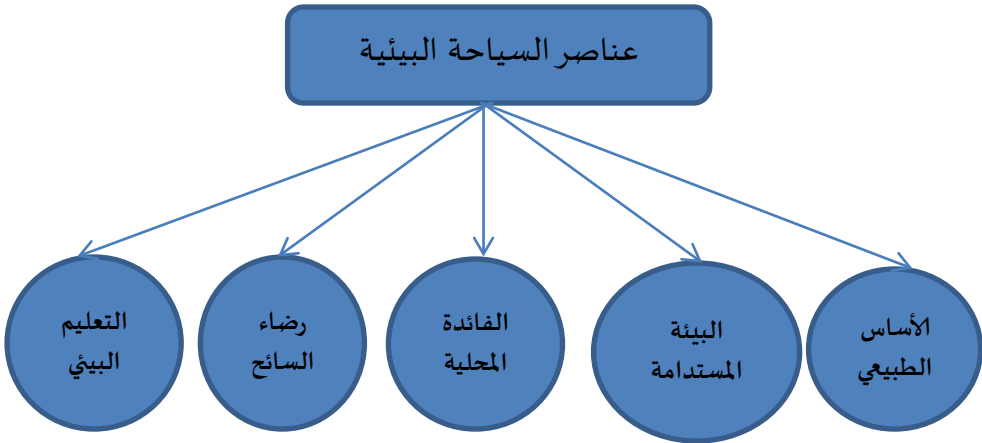 عناصر السياحة البيئية
الأساس
الطبيعي
البيئة
المستدامة
الفائدة
المحلية
رضاء
السائح
التعليم
البيئي